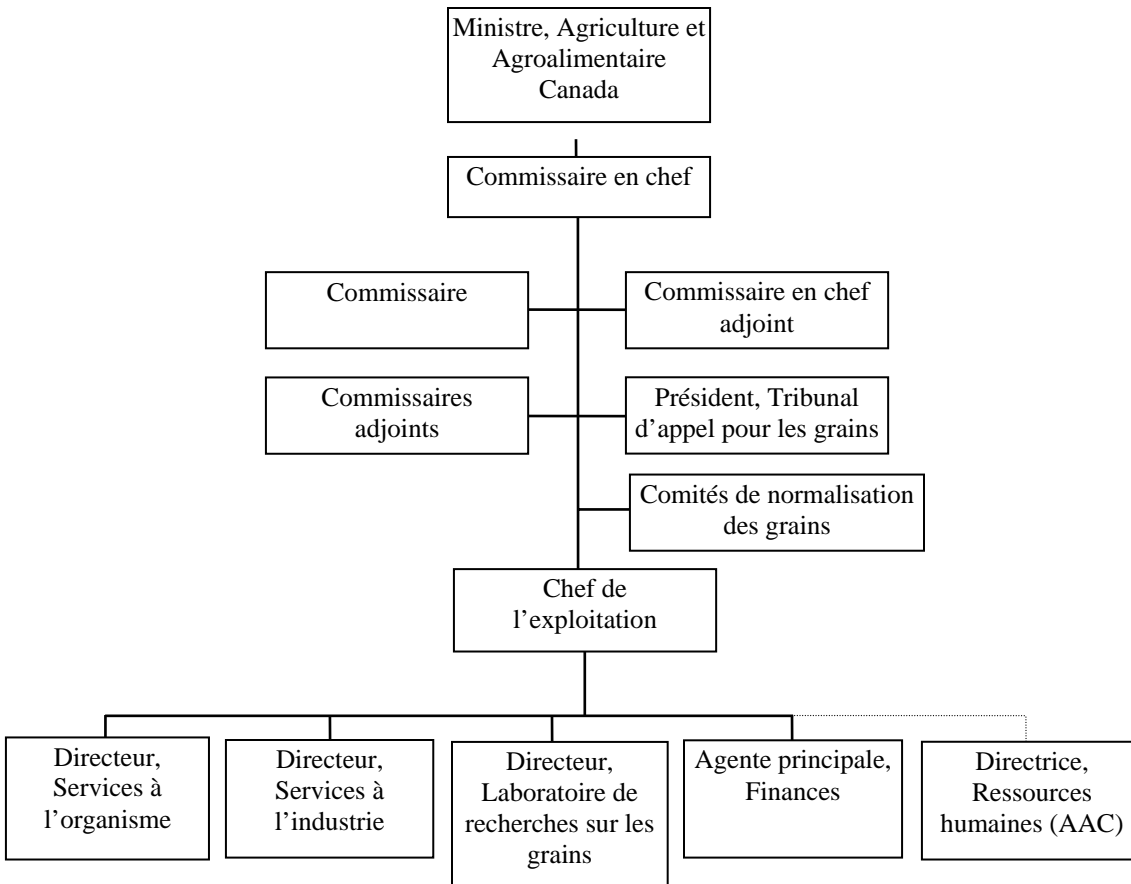 Ministre, Agriculture et
Agroalimentaire
Canada
Commissaire en chef
Commissaire
Commissaire en chef
adjoint
Commissaires
adjoints
Président, Tribunal
d’appel pour les grains
Comités de normalisation
des grains
Chef de
l’exploitation
Directeur,
Services à
l’organisme
Directeur,
Services à
l’industrie
Directeur,
Laboratoire de
recherches sur les
grains
Agente principale,
Finances
Directrice,
Ressources
humaines (AAC)